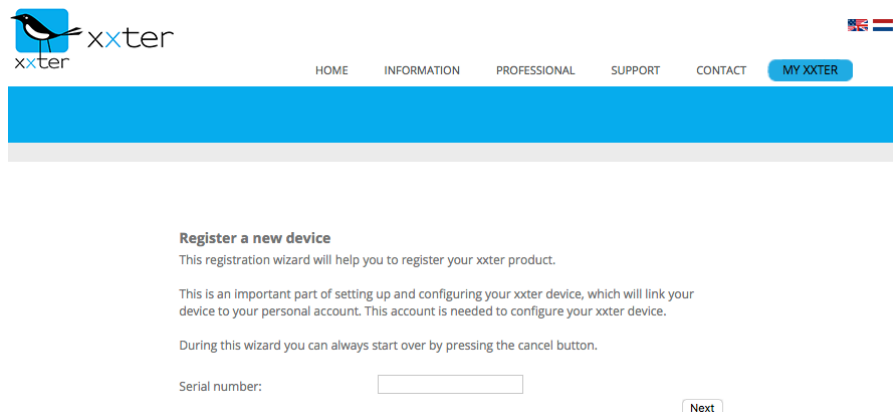 xxter
xxter
HOME INFORMATION PROFESSIONAL SUPPORT CONTACT MY XXTER
Register a new device
This registration wizard will help you to register your xxter product.
This is an important part of setting up and configuring your xxter device, which will link your
device to your personal account. This account is needed to configure your xxter device.
During this wizard you can always start over by pressing the cancel button.
Serial number:
Next